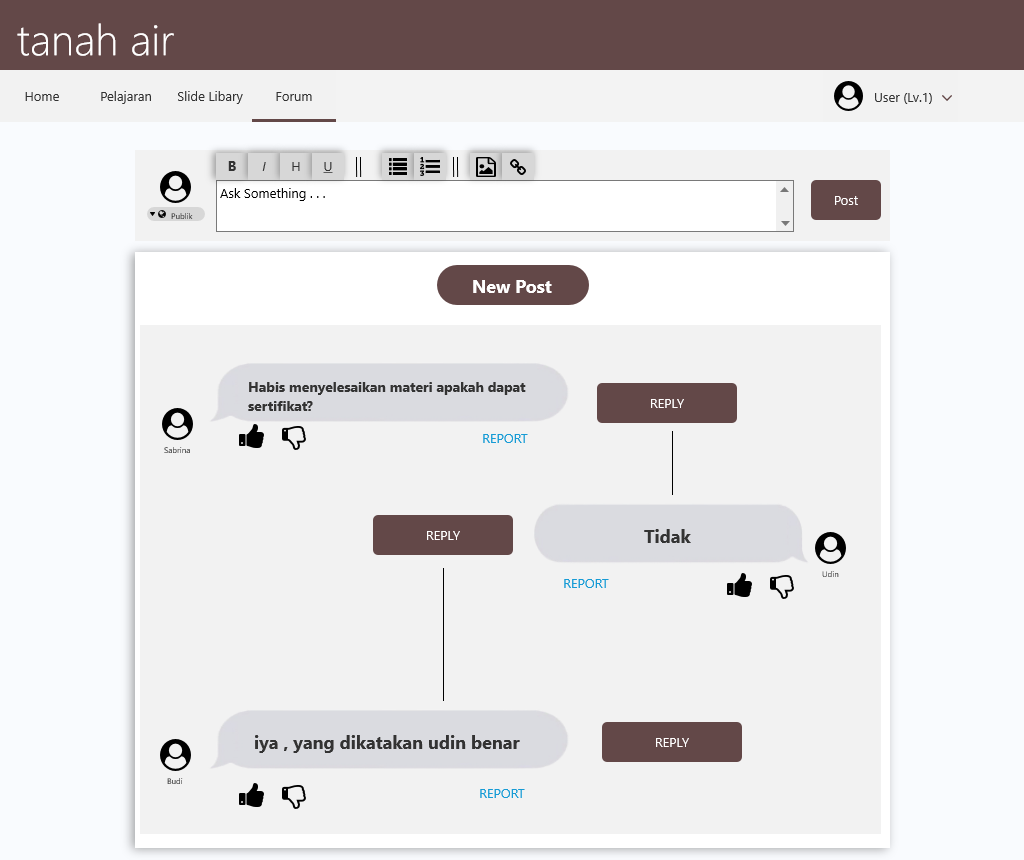 tanah air
Home Pelajaran Slide Libary Forum User (Lv.1)
B I H U
Ask Something . . .
Publik
Post
New Post
Habis menyelesaikan materi apakah dapat
sertifikat?
REPLY
Sabrina
REPORT
REPLY
Tidak
Udin
REPORT
iya , yang dikatakan udin benar
REPLY
Budi
REPORT